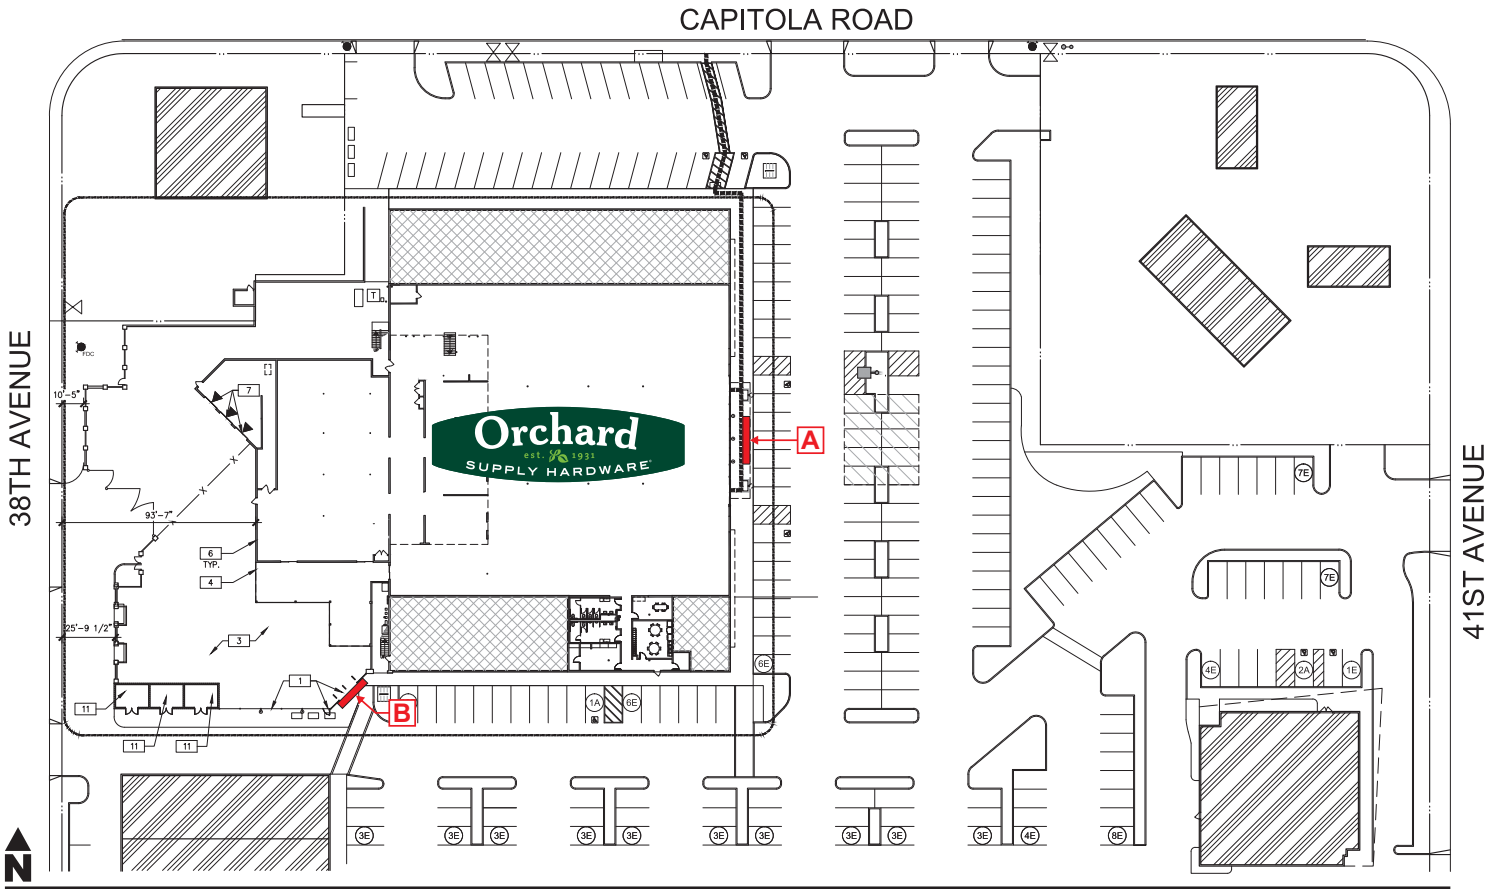 CAPITOLA ROAD
38TH AVENUE
41ST AVENUE
T
FDC
10'-5"
7
Orchard
est. 1931
SUPPLY HARDWARE
A
7E
93'-7"
6
TYP.
4
7E
25'-9 1/2"
3
6E
4E
2A
1E
1
1A
6E
B
11
11
11
3E
3E
3E
3E
3E
3E
3E
3E
3E
3E
4E
8E
N